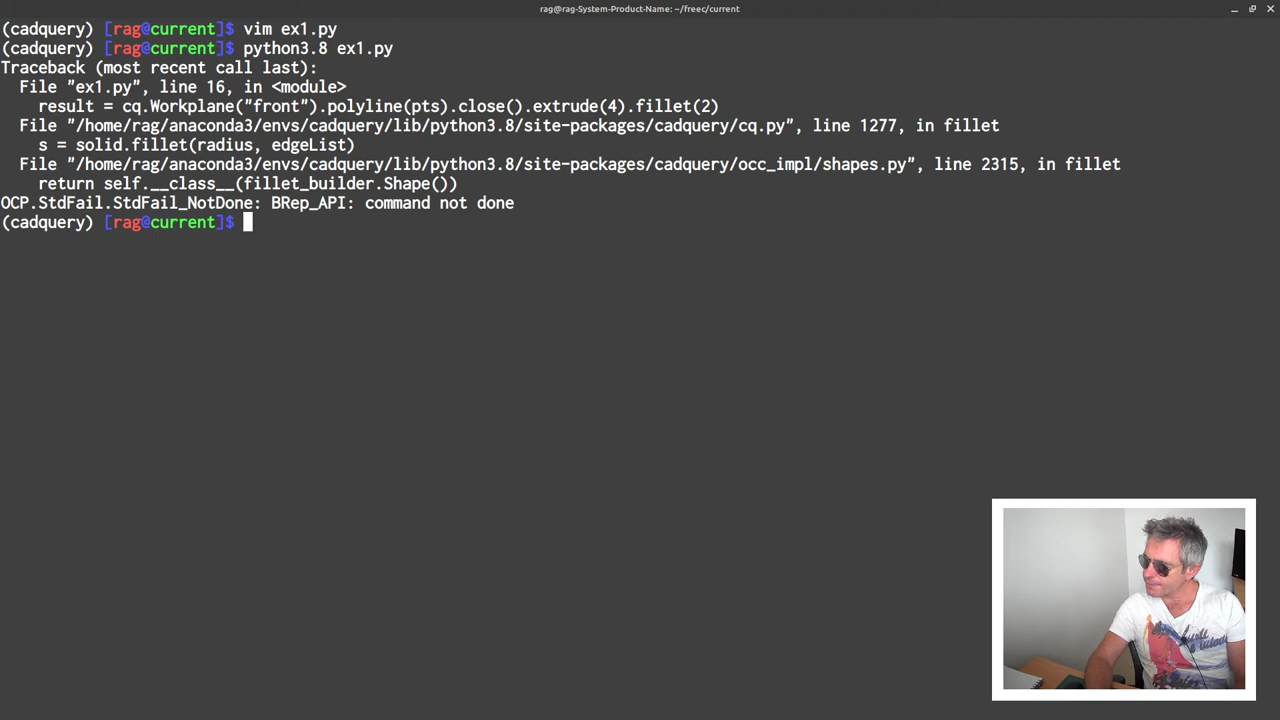 rag@rag-System-Product-Name: ~/freec/current
(cadquery) [rag@current]$ vim ex1.py
(cadquery) [rag@current]$ python3.8 ex1.py
Traceback (most recent call last):
  File "ex1.py", line 16, in <module>
    result = cq.Workplane("front").polyline(pts).close().extrude(4).fillet(2)
  File "/home/rag/anaconda3/envs/cadquery/lib/python3.8/site-packages/cadquery/cq.py", line 1277, in fillet
    s = solid.fillet(radius, edgeList)
  File "/home/rag/anaconda3/envs/cadquery/lib/python3.8/site-packages/cadquery/occ_impl/shapes.py", line 2315, in fillet
    return self.__class__(fillet_builder.Shape())
OCP.StdFail.StdFail_NotDone: BRep_API: command not done
(cadquery) [rag@current]$